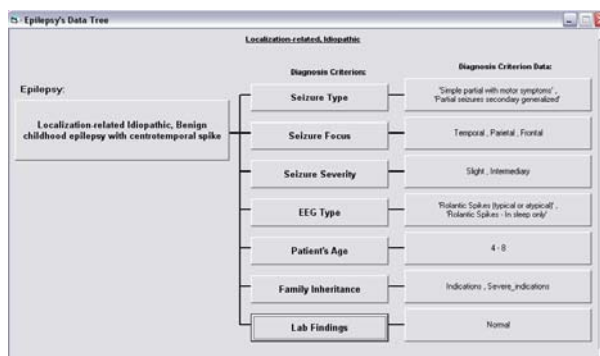 Epilepsy's Data Tree
Localization-related, Idiopathic
Diagnosis Criterion:
Diagnosis Criterion Data:
Epilepsy:
Localization-related Idiopathic, Benign
childhood epilepsy with centrotemporal spike
Seizure Type
'Simple partial with motor symptoms' ,
'Partial seizures secondary generalized'
Seizure Focus
Temporal , Parietal , Frontal
Seizure Severity
Slight , Intermediary
EEG Type
'Rolantic Spikes (typical or atypical)' ,
'Rolantic Spikes - In sleep only'
Patient's Age
4 - 8
Family Inheritance
Indications , Severe_indications
Lab Findings
Normal